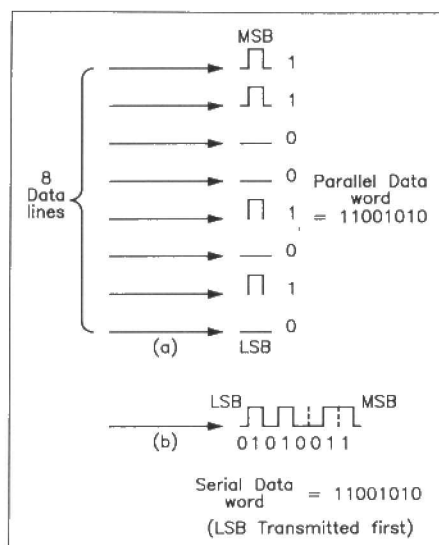 MSB
1
1
0
0
8
Data
lines
Parallel Data
word
= 11001010
1
0
1
0
(a)
LSB
LSB
MSB
(b)
01010011
Serial Data
word = 11001010
(LSB Transmitted first)